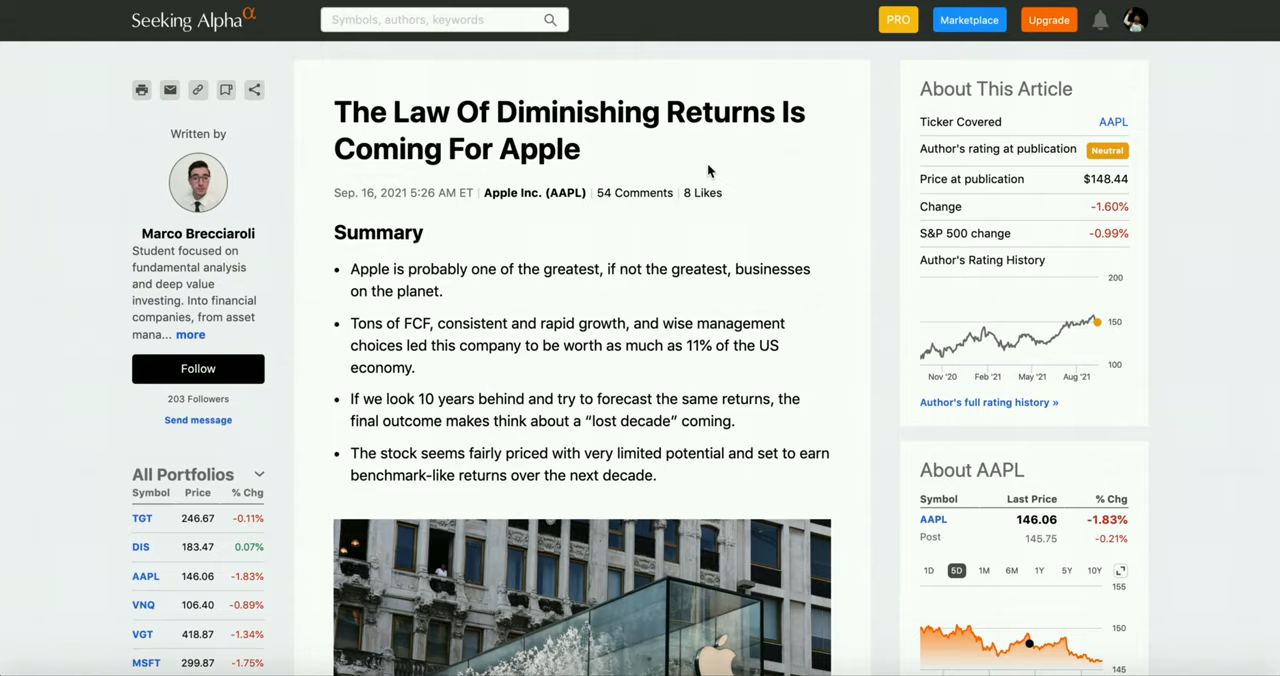 Seeking Alpha
α
Symbols, authors, keywords
PRO
Marketplace
Upgrade
Written by
Marco Brecciaroli
Student focused on
fundamental analysis
and deep value
investing. Into financial
companies, from asset
mana... more
Follow
203 Followers
Send message
All Portfolios
Symbol Price % Chg
TGT 246.67 -0.11%
DIS 183.47 0.07%
AAPL 146.06 -1.83%
VNQ 106.40 -0.89%
VGT 418.87 -1.34%
MSFT 299.87 -1.75%
The Law Of Diminishing Returns Is
Coming For Apple
Sep. 16, 2021 5:26 AM ET | Apple Inc. (AAPL) | 54 Comments | 8 Likes
Summary
• Apple is probably one of the greatest, if not the greatest, businesses
on the planet.
• Tons of FCF, consistent and rapid growth, and wise management
choices led this company to be worth as much as 11% of the US
economy.
• If we look 10 years behind and try to forecast the same returns, the
final outcome makes think about a “lost decade” coming.
• The stock seems fairly priced with very limited potential and set to earn
benchmark-like returns over the next decade.
About This Article
Ticker Covered AAPL
Author's rating at publication Neutral
Price at publication $148.44
Change -1.60%
S&P 500 change -0.99%
Author's Rating History
200
150
100
Nov '20 Feb '21 May '21 Aug '21
Author's full rating history »
About AAPL
Symbol Last Price % Chg
AAPL 146.06 -1.83%
Post 145.75 -0.21%
1D 5D 1M 6M 1Y 5Y 10Y
155
150
145